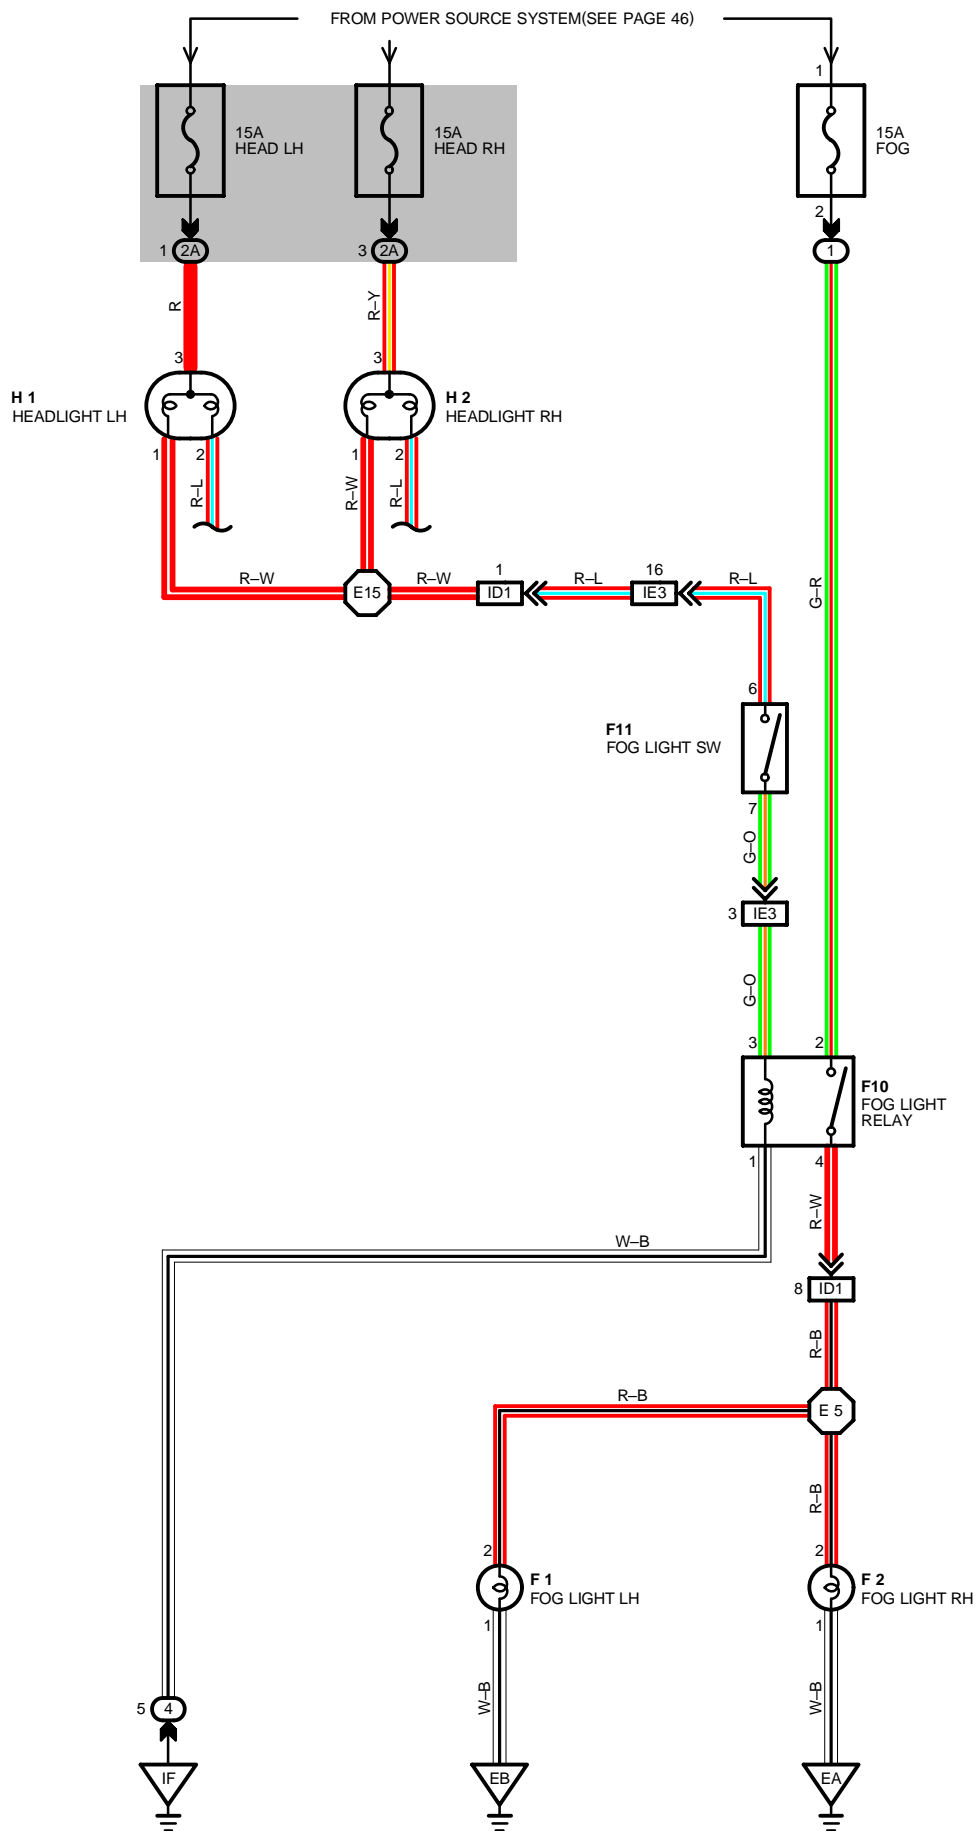 FROM POWER SOURCE SYSTEM(SEE PAGE 46)
1
15A
HEAD LH
15A
HEAD RH
15A
FOG
2
1 2A
3 2A
1
R
R–Y
3
3
H 1
HEADLIGHT LH
H 2
HEADLIGHT RH
1
2
1
2
R–L
R–W
R–L
R–W
E15
R–W
1
ID1
R–L
16
IE3
R–L
G–R
6
F11
FOG LIGHT SW
7
G–O
3 IE3
G–O
3
2
F10
FOG LIGHT
RELAY
1
4
R–W
W–B
8 ID1
R–B
R–B
E 5
R–B
2
2
F 1
FOG LIGHT LH
F 2
FOG LIGHT RH
1
1
W–B
W–B
5 4
IF
EB
EA